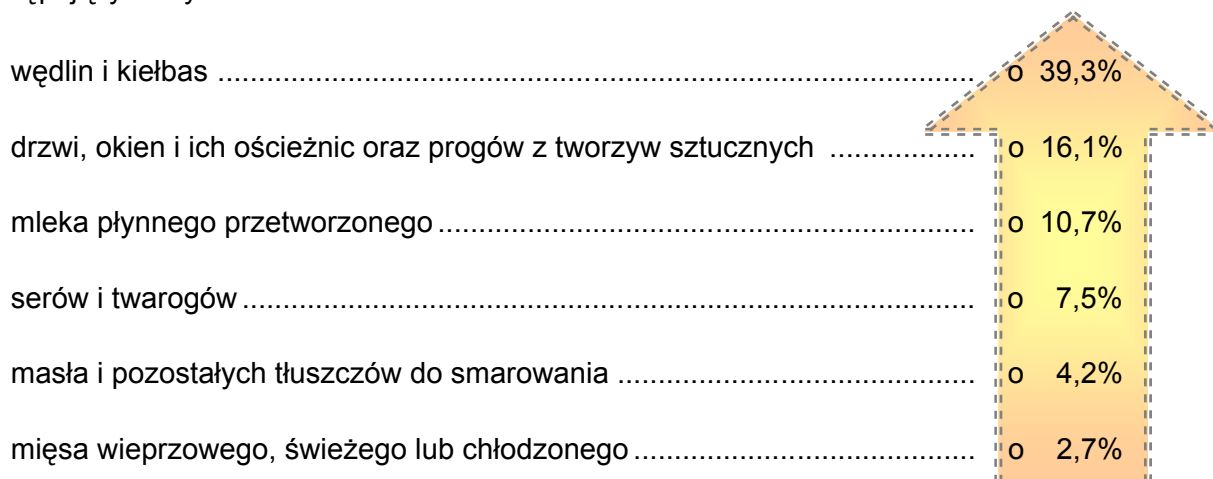 wędlin i kiełbas ............................................................................................... o 39,3%
drzwi, okien i ich ościeżnic oraz progów z tworzyw sztucznych .................. o 16,1%
mleka płynnego przetworzonego ................................................................... o 10,7%
serów i twarogów ........................................................................................... o 7,5%
masła i pozostałych tłuszczów do smarowania ............................................. o 4,2%
mięsa wieprzowego, świeżego lub chłodzonego ........................................... o 2,7%